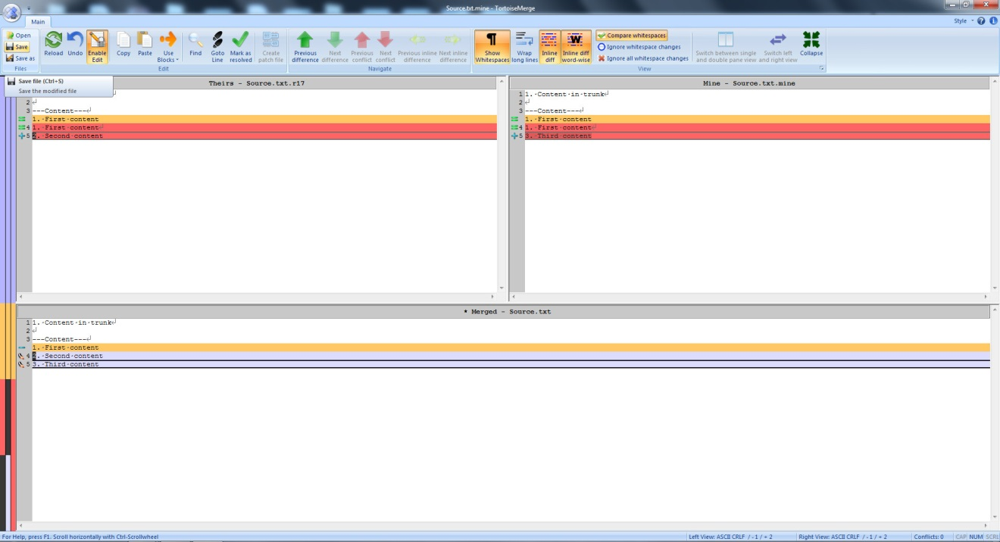 Source.txt.mine - TortoiseMerge
Main
Style
Open
Save
Save as
Files
Reload
Undo
Enable Edit
Copy
Paste
Use Blocks
Find
Goto Line
Mark as resolved
Create patch file
Edit
Previous difference
Next difference
Previous conflict
Next conflict
Previous inline difference
Next inline difference
Navigate
Show Whitespaces
Wrap long lines
Inline diff
Inline diff word-wise
Compare whitespaces
Ignore whitespace changes
Ignore all whitespace changes
Switch between single and double pane view
Switch left and right view
Collapse
View
Save file (Ctrl+S)
Save the modified file
Theirs - Source.txt.r17
2↵
3 ---Content---↵
1.·First·content
4 1.·First·content↵
5 2.·Second·content
Mine - Source.txt.mine
1 1.·Content·in·trunk↵
2↵
3 ---Content---↵
1.·First·content
4 1.·First·content↵
5 3.·Third·content
* Merged - Source.txt
1 1.·Content·in·trunk↵
2↵
3 ---Content---↵
1.·First·content
4 2.·Second·content
5 3.·Third·content
For Help, press F1. Scroll horizontally with Ctrl-Scrollwheel
Left View: ASCII CRLF / - 1 / + 2
Right View: ASCII CRLF / - 1 / + 2
Conflicts: 0
CAP NUM SCRL